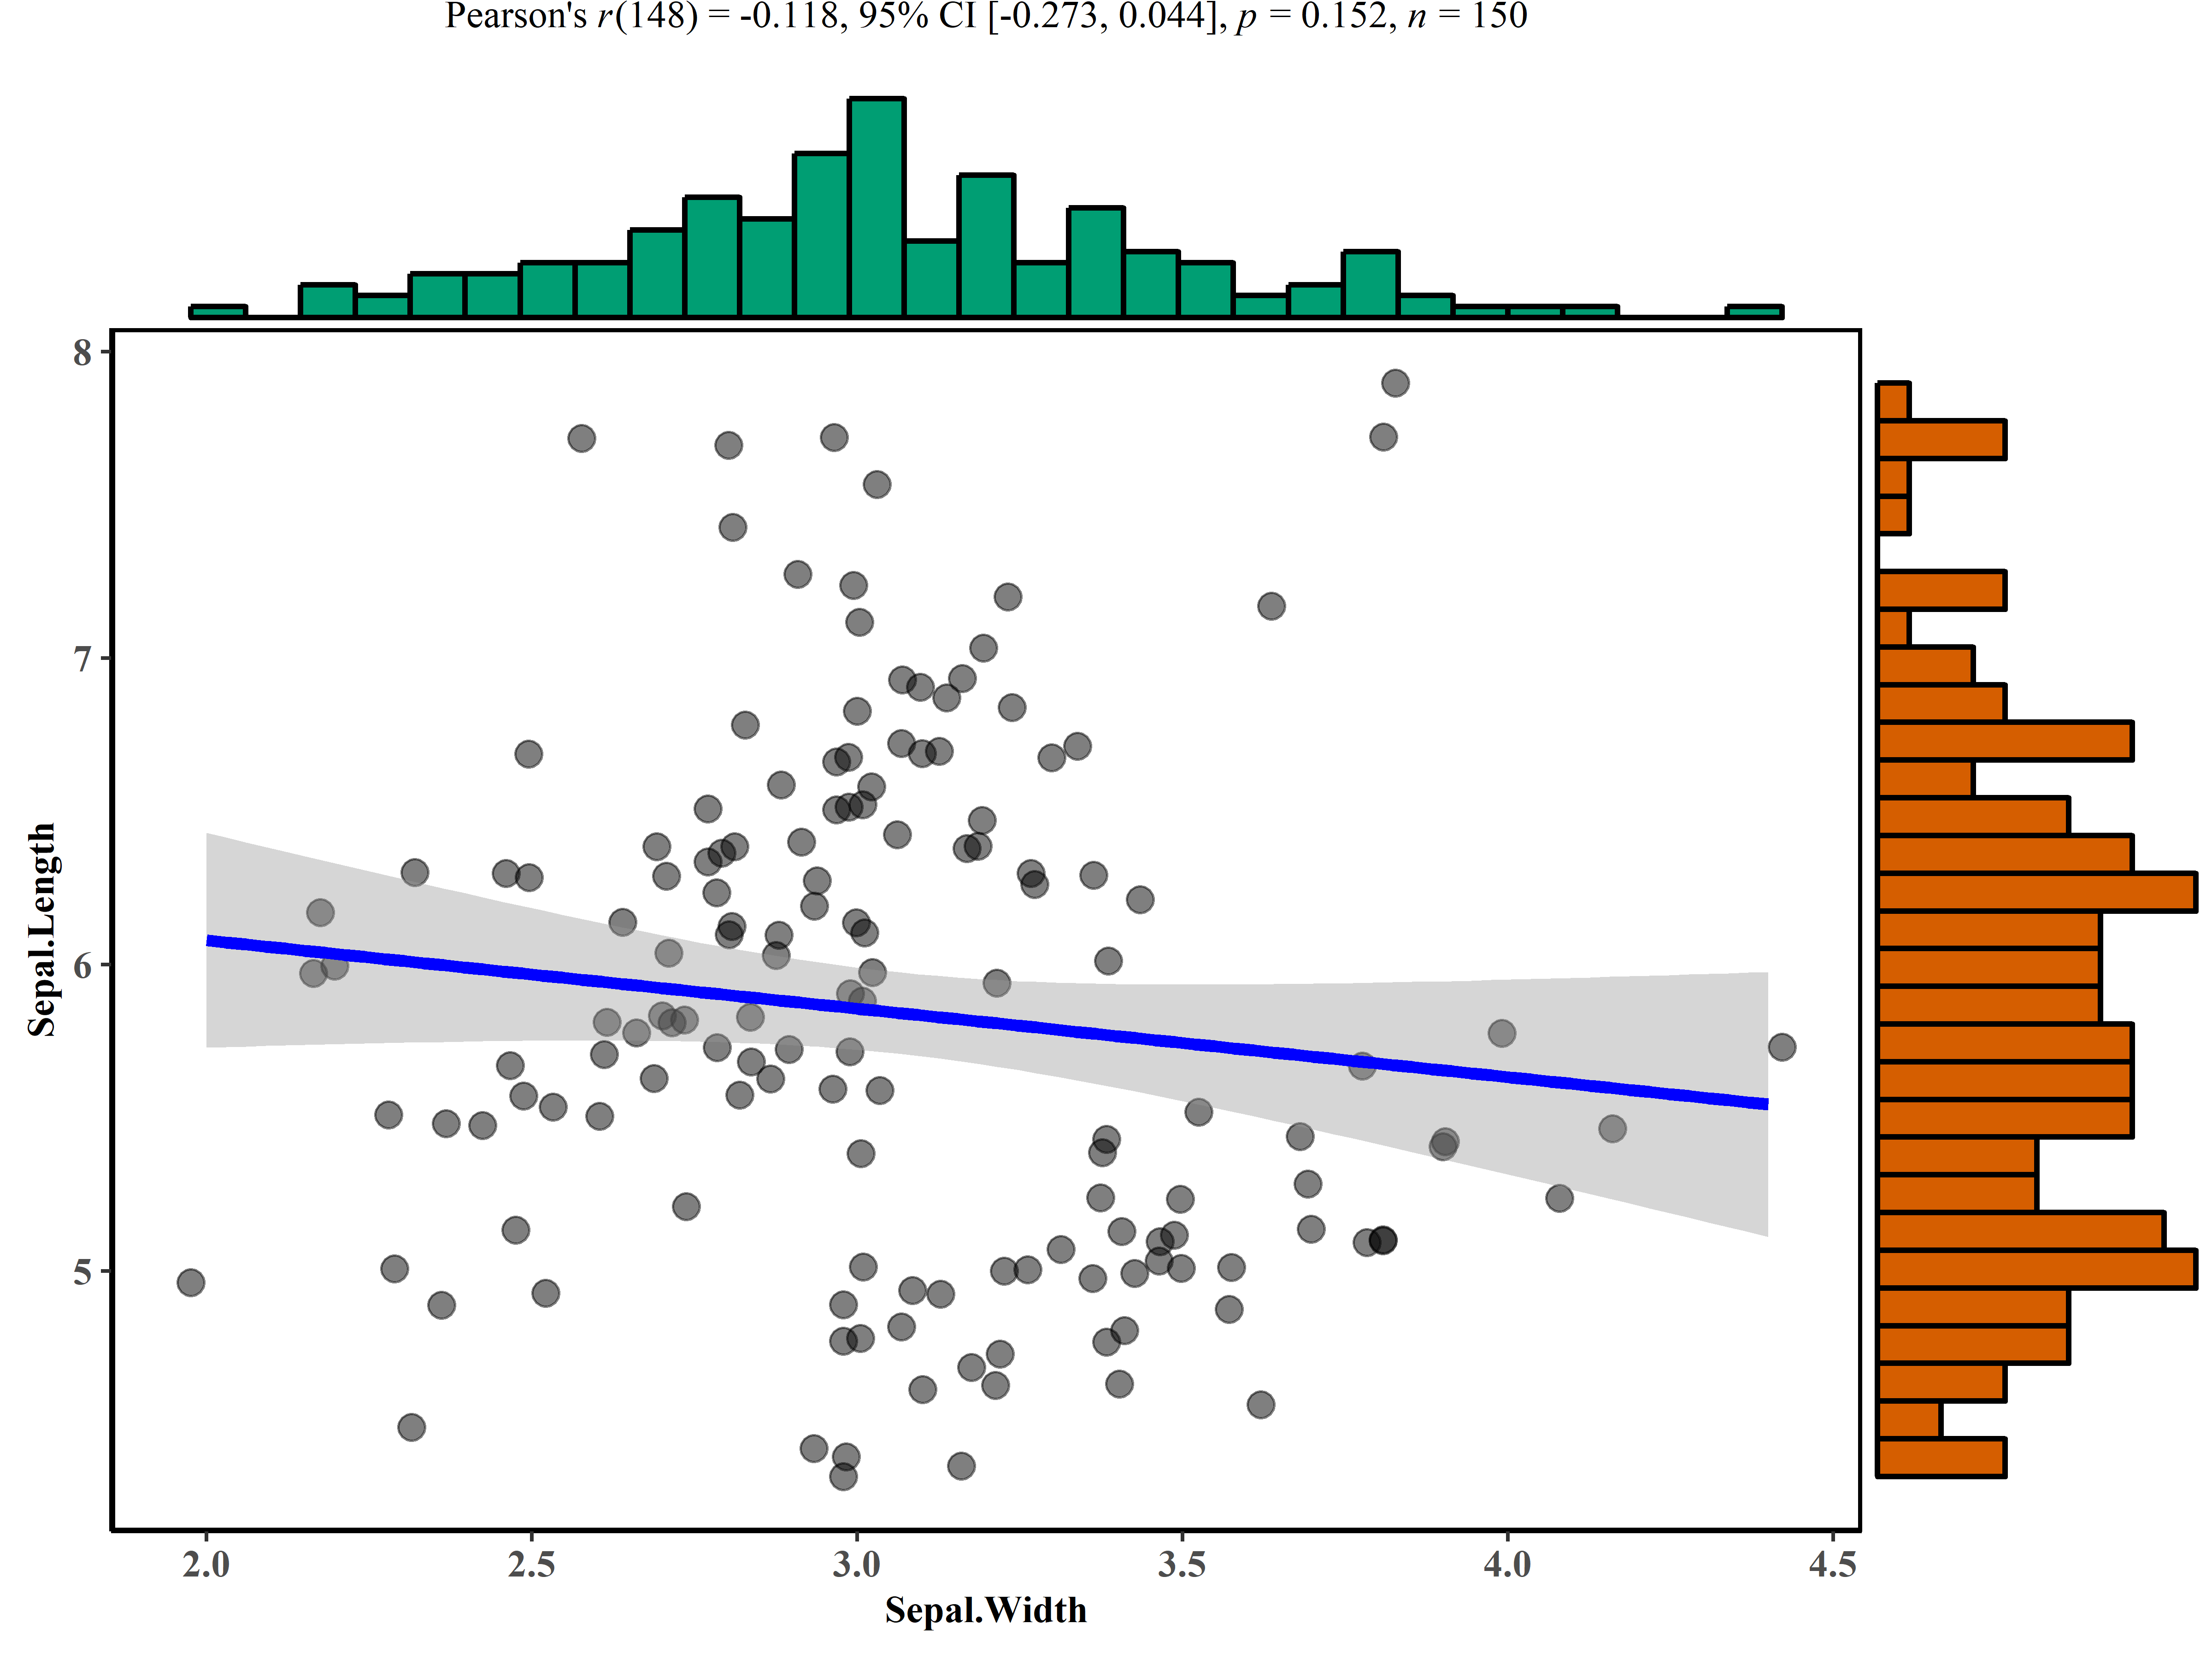 Pearson's r(148) = -0.118, 95% CI [-0.273, 0.044], p = 0.152, n = 150
8
7
6
5
Sepal.Length
2.0 2.5 3.0 3.5 4.0 4.5
Sepal.Width